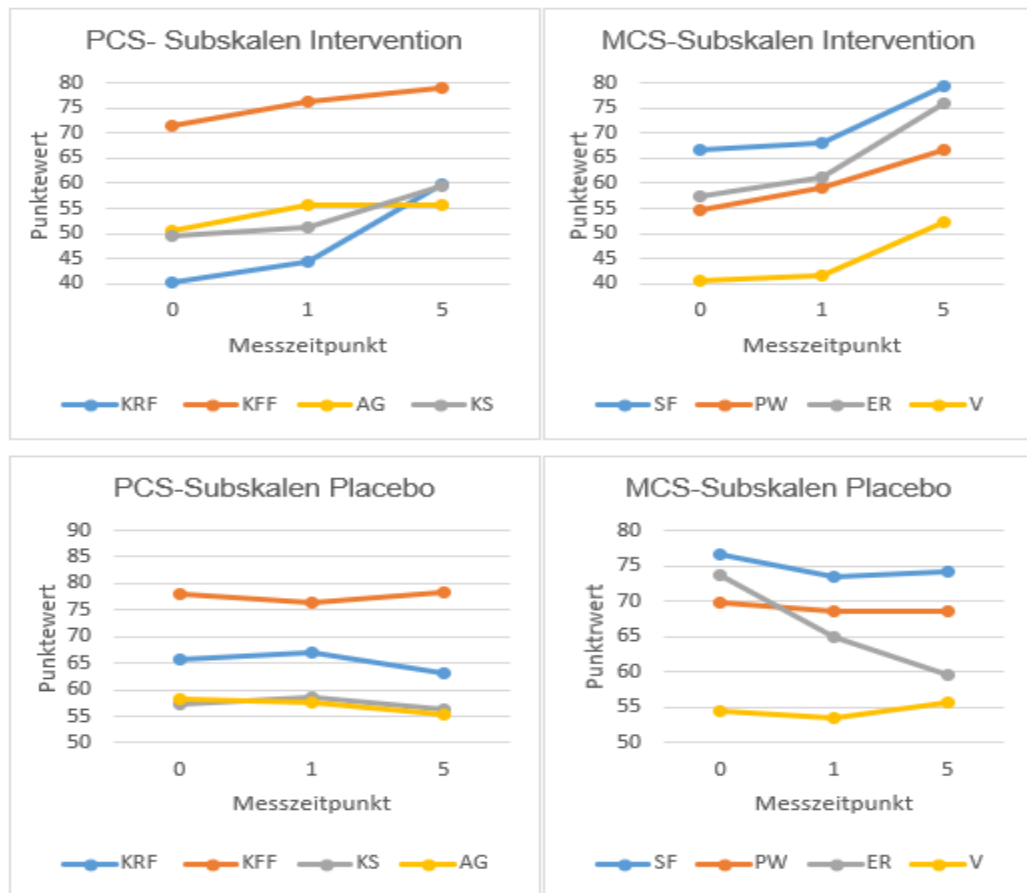 PCS- Subskalen Intervention
80
75
70
65
60
55
50
45
40
Punktewert
0 1 5
Messzeitpunkt
KRF KFF AG KS
MCS-Subskalen Intervention
80
75
70
65
60
55
50
45
40
Punktewert
0 1 5
Messzeitpunkt
SF PW ER V
PCS-Subskalen Placebo
90
85
80
75
70
65
60
55
50
Punktewert
0 1 5
Messzeitpunkt
KRF KFF KS AG
MCS-Subskalen Placebo
80
75
70
65
60
55
50
Punktrwert
0 1 5
Messzeitpunkt
SF PW ER V